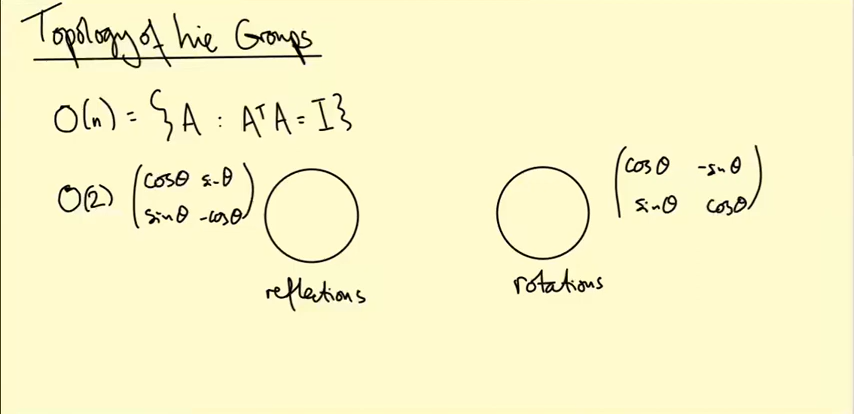 Topology of Lie Groups
O(n) = { A : AᵀA = I }
O(2) (cosθ sinθ
sinθ -cosθ)
reflections
(cosθ -sinθ
sinθ cosθ)
rotations